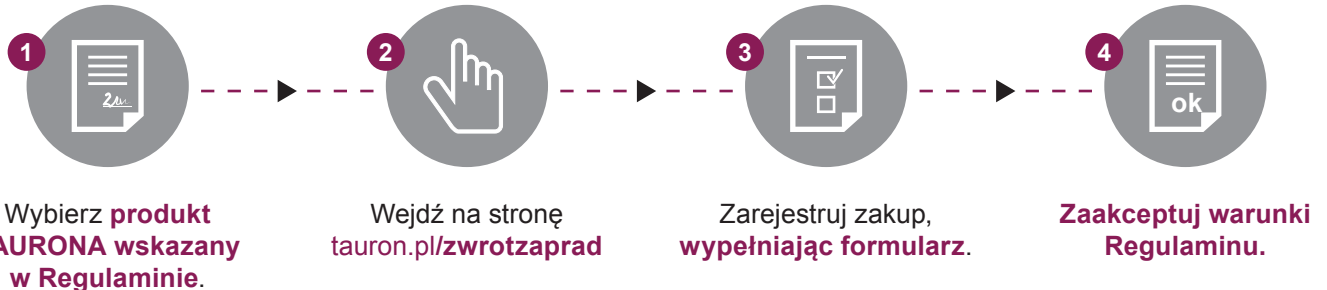 1
2
3
4
ok
Wybierz produkt
AURONA wskazany
w Regulaminie.
Wejdź na stronę
tauron.pl/zwrotzaprad
Zarejestruj zakup,
wypełniając formularz.
Zaakceptuj warunki
Regulaminu.